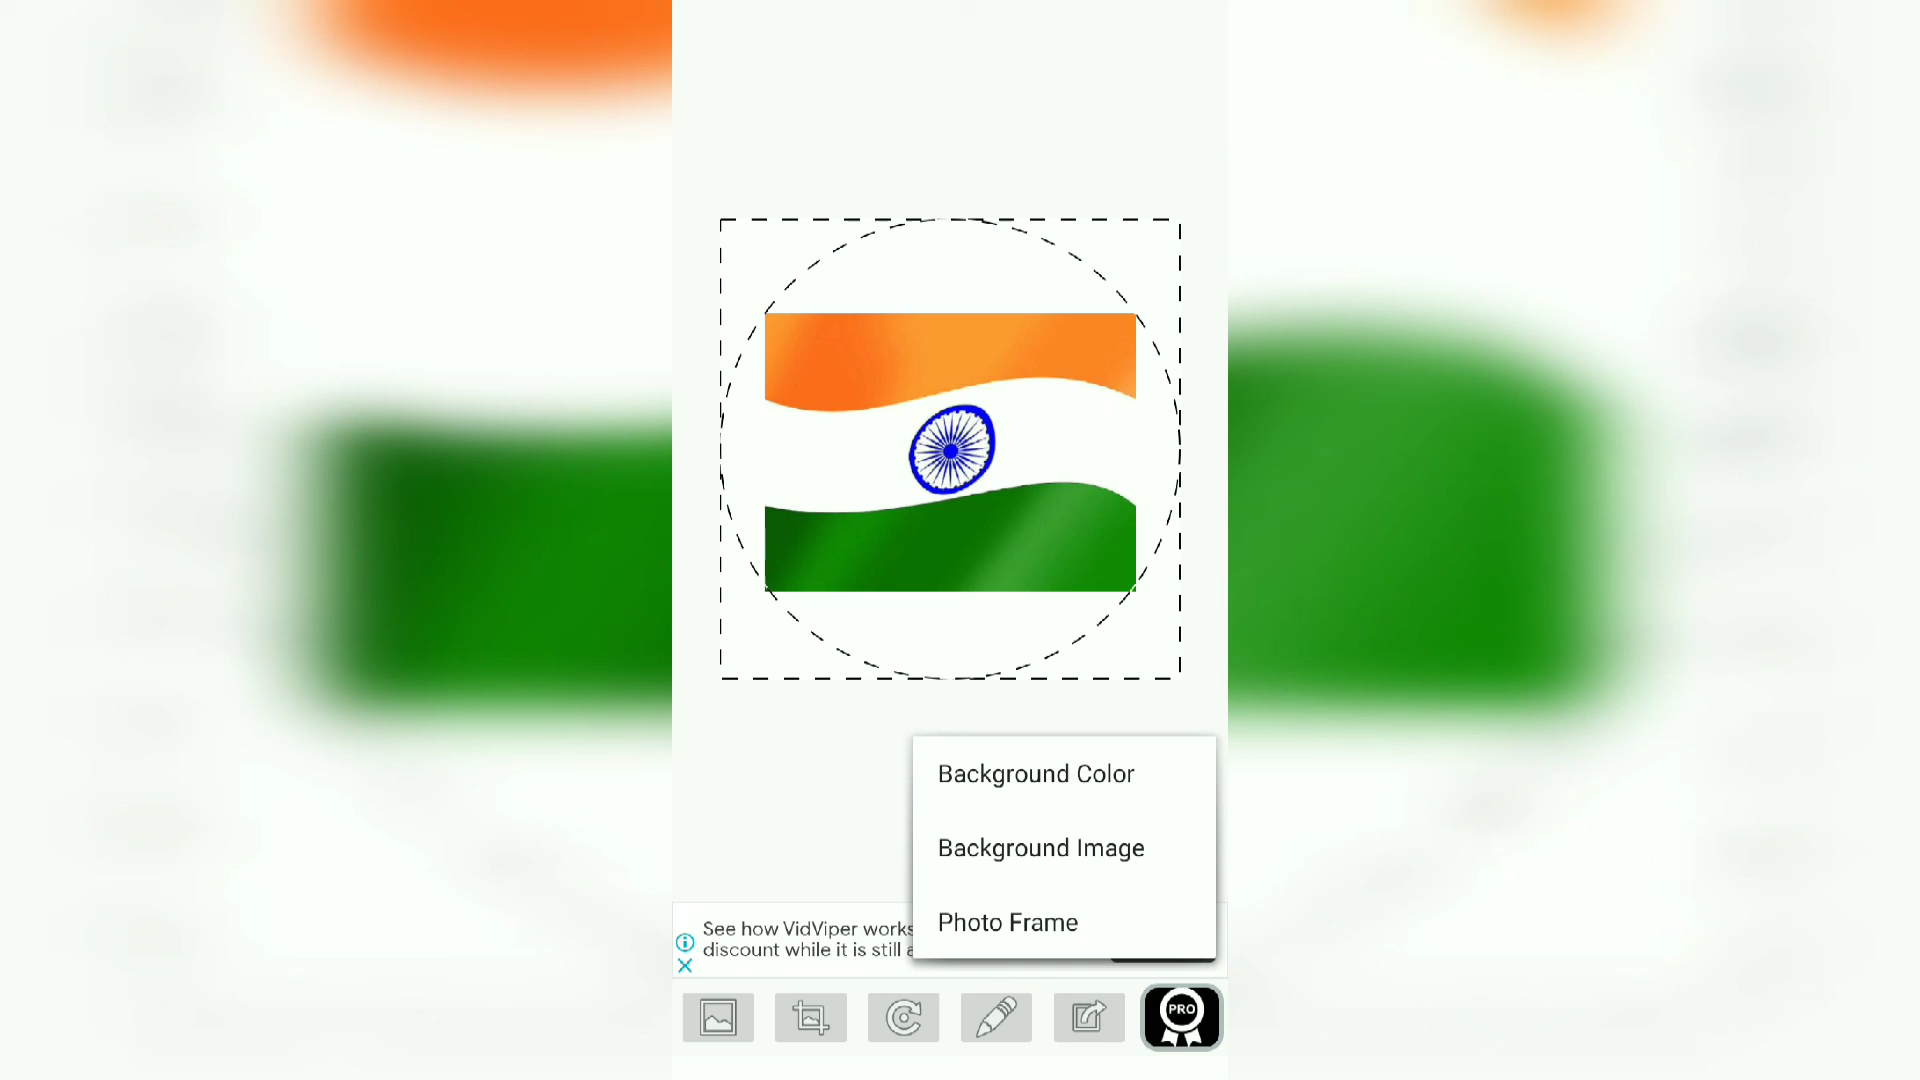 Background Color
Background Image
Photo Frame
See how VidViper works
discount while it is still
PRO